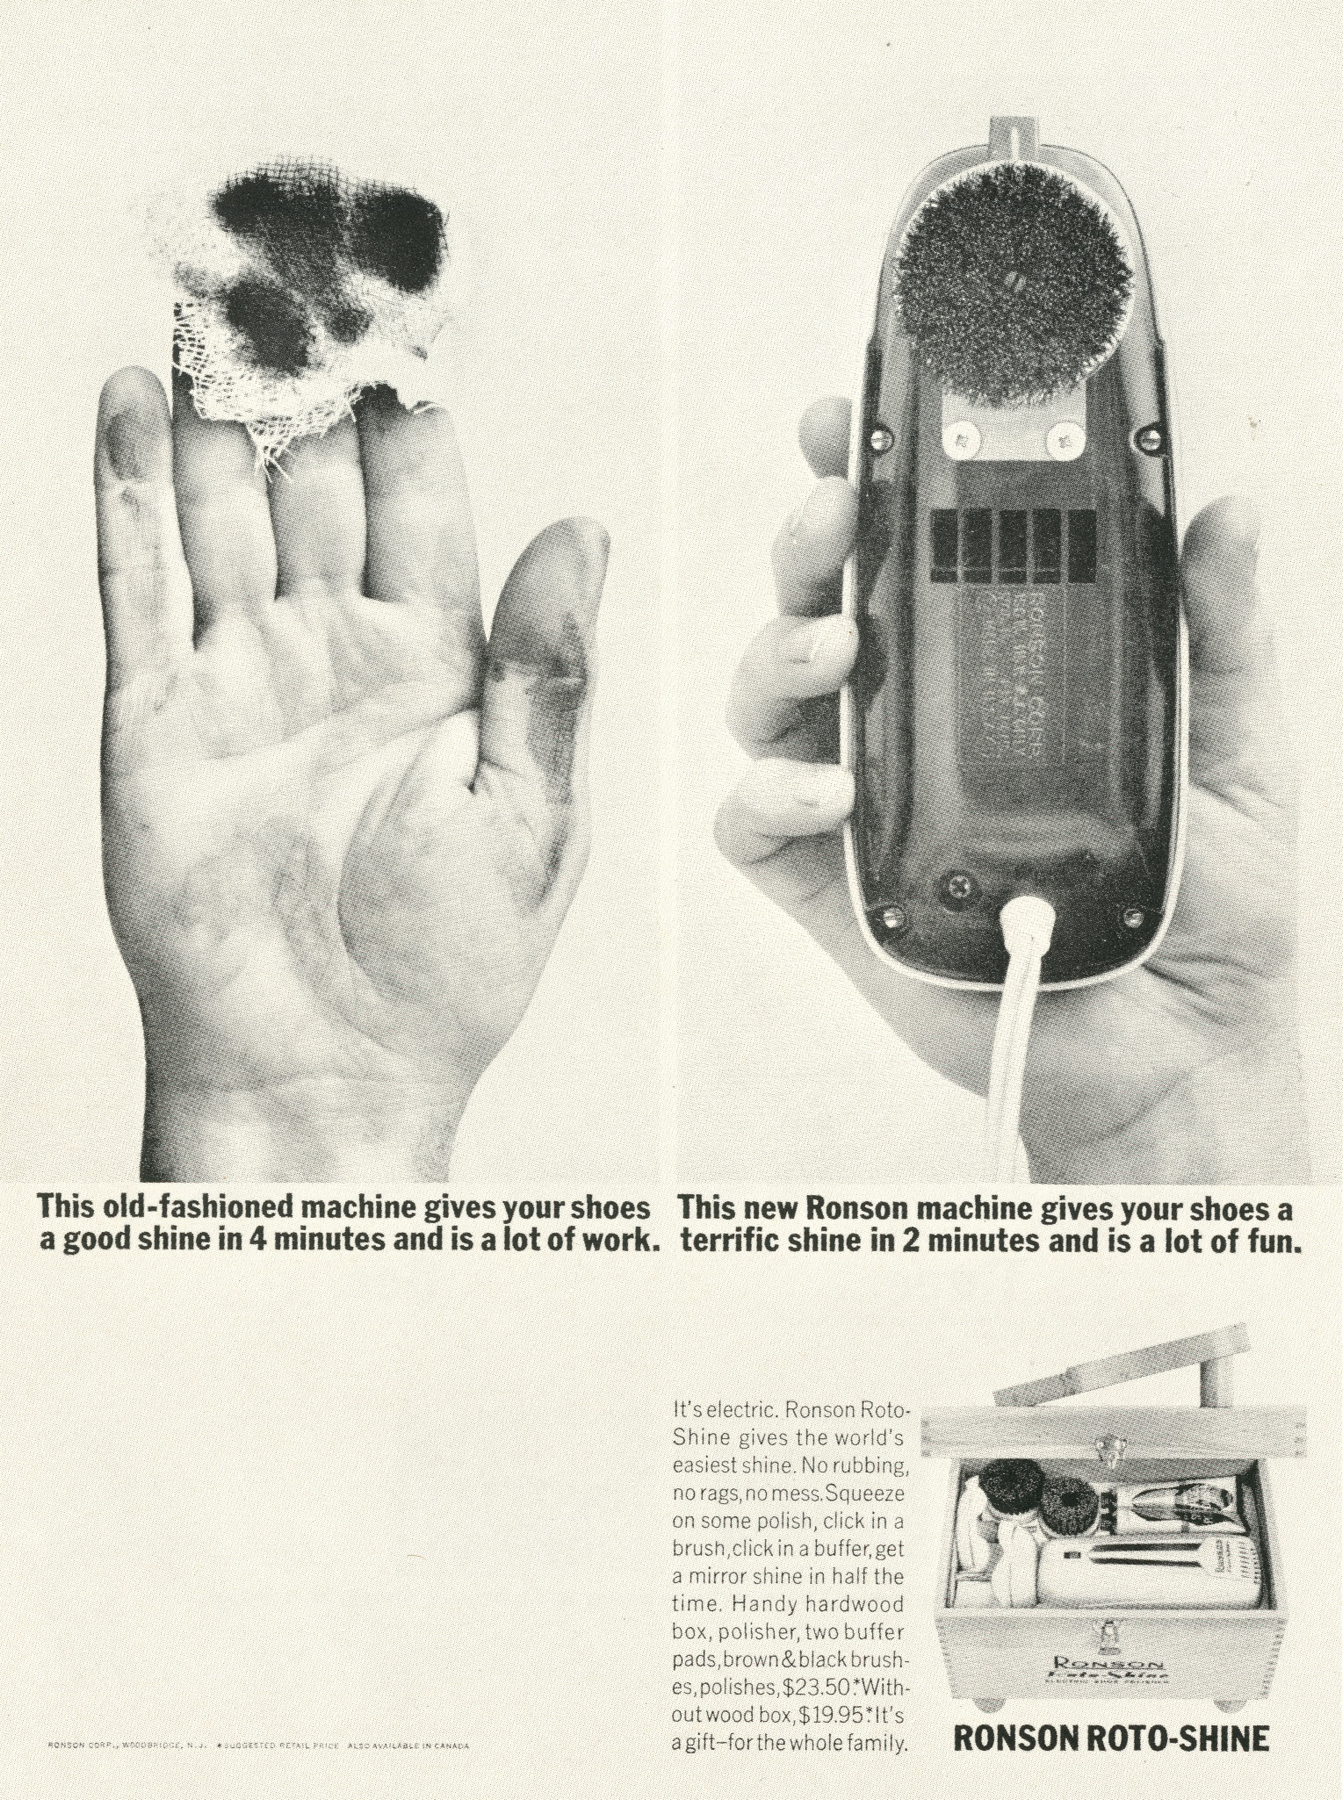 This old-fashioned machine gives your shoes
a good shine in 4 minutes and is a lot of work.
This new Ronson machine gives your shoes a
terrific shine in 2 minutes and is a lot of fun.
It's electric. Ronson Roto-
Shine gives the world's
easiest shine. No rubbing,
no rags, no mess. Squeeze
on some polish, click in a
brush, click in a buffer, get
a mirror shine in half the
time. Handy hardwood
box, polisher, two buffer
pads, brown & black brush-
es, polishes, $23.50.* With-
out wood box, $19.95.* It's
a gift–for the whole family.
RONSON
Roto-Shine
ELECTRIC SHOE POLISHER
RONSON ROTO-SHINE
RONSON CORP., WOODBRIDGE, N.J. *SUGGESTED RETAIL PRICE ALSO AVAILABLE IN CANADA
RONSON CORP.
RONSON